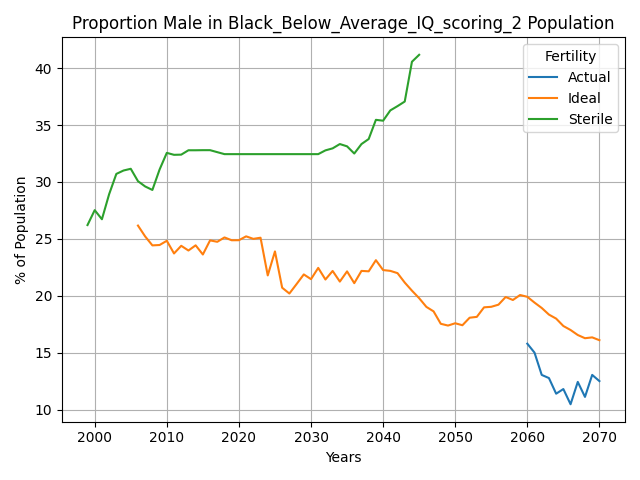 Proportion Male in Black_Below_Average_IQ_scoring_2 Population
% of Population
40
35
30
25
20
15
10
Fertility
Actual
Ideal
Sterile
2000 2010 2020 2030 2040 2050 2060 2070
Years